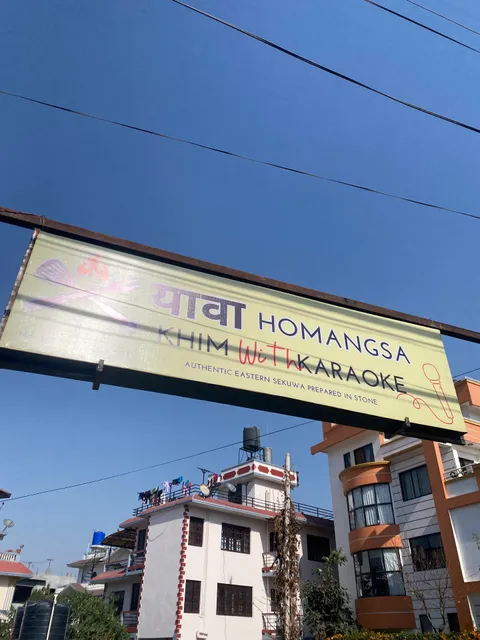 यावा HOMANGSA
KHIM With KARAOKE
AUTHENTIC EASTERN SEKUWA PREPARED IN STONE